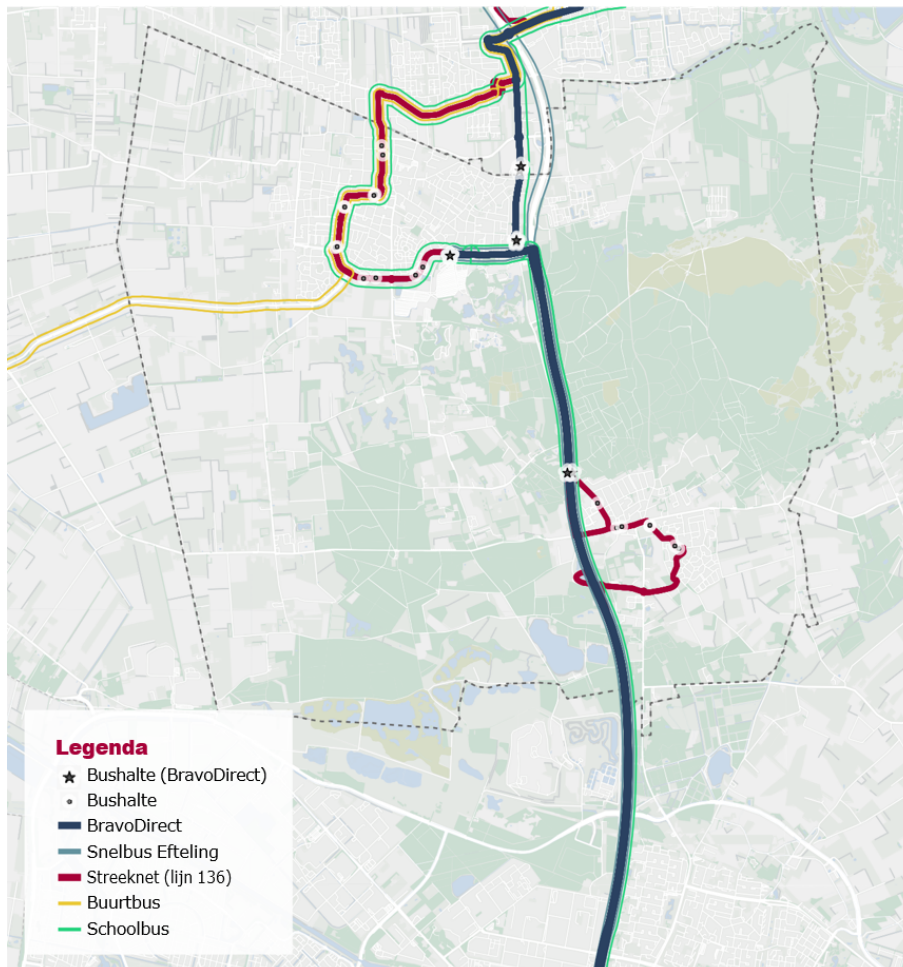 Legenda
Bushalte (BravoDirect)
Bushalte
BravoDirect
Snelbus Efteling
Streeknet (lijn 136)
Buurtbus
Schoolbus